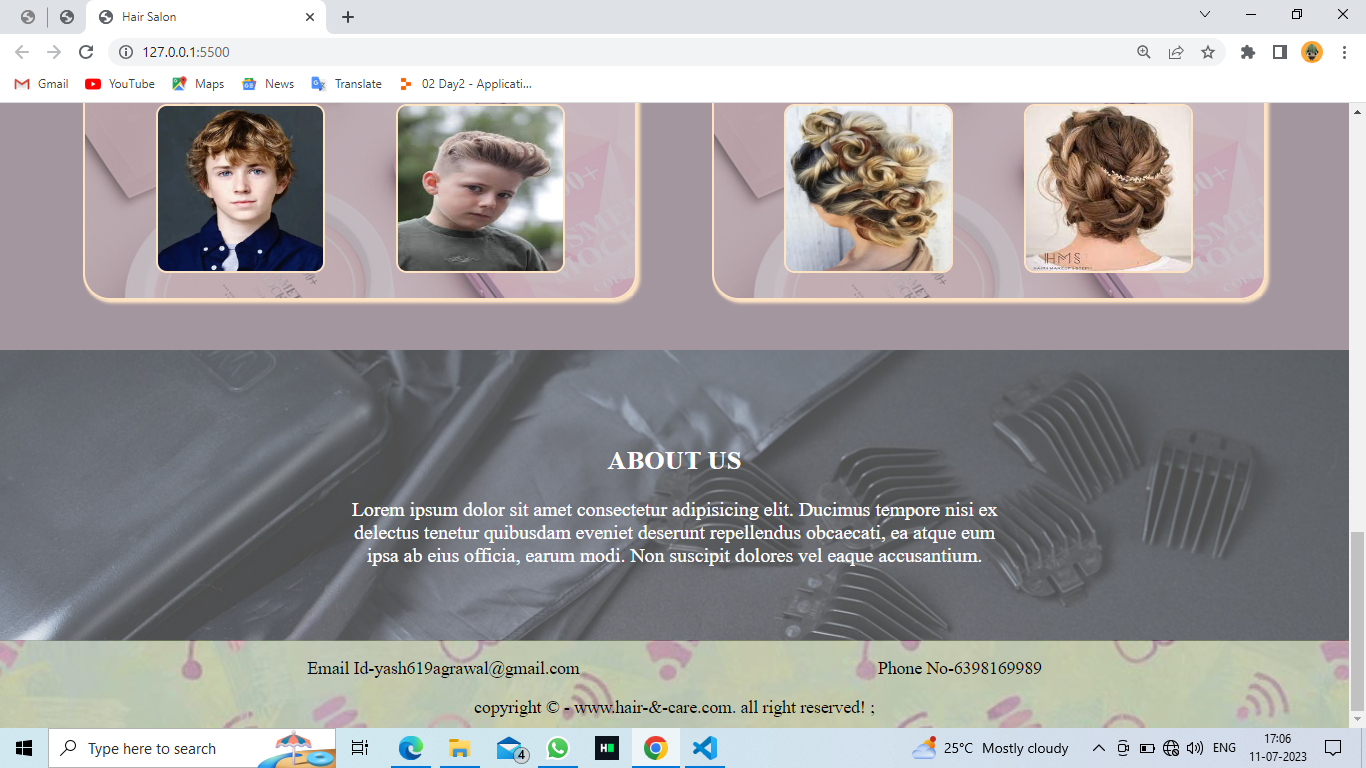 Hair Salon
127.0.0.1:5500
Gmail
YouTube
Maps
News
Translate
02 Day2 - Applicati...
HMS
ABOUT US
Lorem ipsum dolor sit amet consectetur adipisicing elit. Ducimus tempore nisi ex
delectus tenetur quibusdam eveniet deserunt repellendus obcaecati, ea atque eum
ipsa ab eius officia, earum modi. Non suscipit dolores vel eaque accusantium.
Email Id-yash619agrawal@gmail.com
Phone No-6398169989
copyright © - www.hair-&-care.com. all right reserved! ;
Type here to search
4
25°C Mostly cloudy
ENG
17:06
11-07-2023